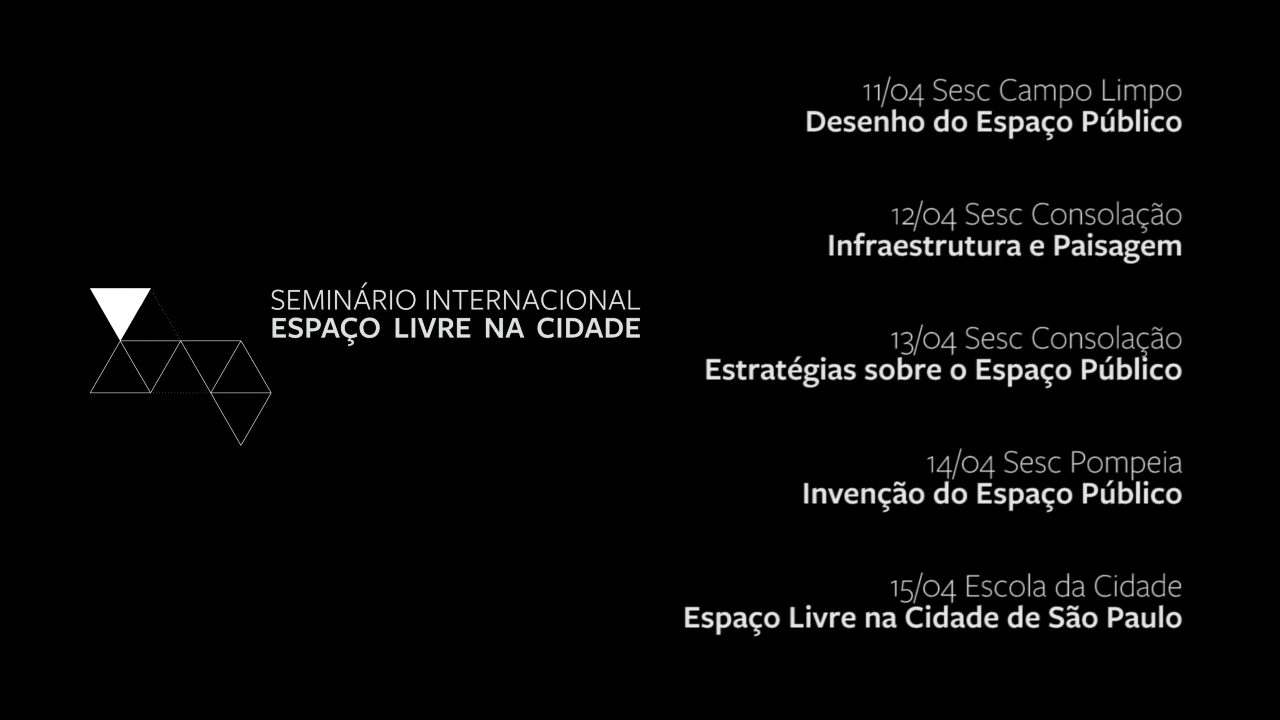 SEMINÁRIO INTERNACIONAL
ESPAÇO LIVRE NA CIDADE
11/04 Sesc Campo Limpo
Desenho do Espaço Público
12/04 Sesc Consolação
Infraestrutura e Paisagem
13/04 Sesc Consolação
Estratégias sobre o Espaço Público
14/04 Sesc Pompeia
Invenção do Espaço Público
15/04 Escola da Cidade
Espaço Livre na Cidade de São Paulo